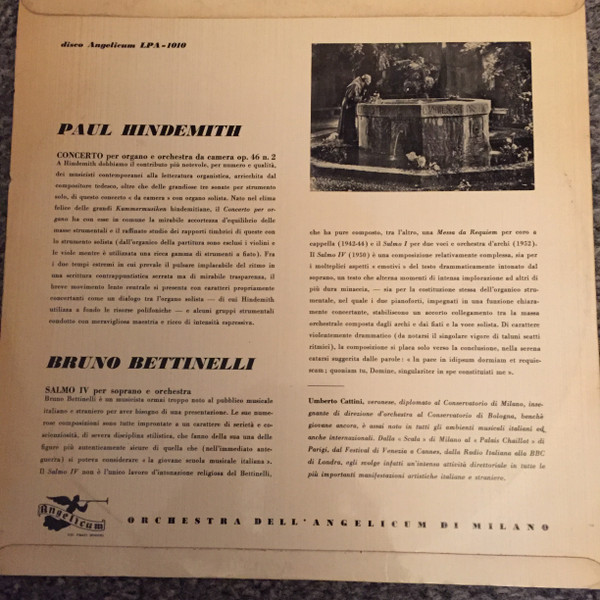 disco Angelicum LPA-1010
PAUL HINDEMITH
CONCERTO per organo e orchestra da camera op. 46 n. 2
A Hindemith dobbiamo il contributo più notevole, per numero e qualità,
dei musicisti contemporanei alla letteratura organistica, arricchita dal
compositore tedesco, oltre che delle grandiose tre sonate per strumento
solo, di questo concerto « da camera » con organo solista. Nato nel clima
felice delle grandi Kammermusiken hindemithiane, il Concerto per or-
gano ha con esse in comune la mirabile accortezza d'equilibrio delle
masse strumentali e il raffinato studio dei rapporti timbrici di queste con
lo strumento solista (dall'organico della partitura sono esclusi i violini e
le viole mentre è utilizzata una ricca gamma di strumenti a fiato). Fra
i due tempi estremi in cui prevale il pulsare implacabile del ritmo in
una scrittura contrappuntistica serrata ma di mirabile trasparenza, il
breve movimento lento centrale si presenta con caratteri propriamente
concertanti come un dialogo tra l'organo solista — di cui Hindemith
utilizza a fondo le risorse polifoniche — e alcuni gruppi strumentali
condotto con meravigliosa maestria e ricco di intensità espressiva.
BRUNO BETTINELLI
SALMO IV per soprano e orchestra
Bruno Bettinelli è un musicista ormai troppo noto al pubblico musicale
italiano e straniero per aver bisogno di una presentazione. Le sue nume-
rose composizioni sono tutte improntate a un carattere di serietà e co-
scienziosità, di severa disciplina stilistica, che fanno della sua una delle
figure più autenticamente sicure di quella che (nell'immediato ante-
guerra) si poteva considerare « la giovane scuola musicale italiana ».
Il Salmo IV non è l'unico lavoro d'intonazione religiosa del Bettinelli,
che ha pure composto, tra l'altro, una Messa da Requiem per coro a
cappella (1942-44) e il Salmo I per due voci e orchestra d'archi (1952).
Il Salmo IV (1950) è una composizione relativamente complessa, sia per
i molteplici aspetti e emotivi » del testo drammaticamente intonato dal
soprano, un testo che alterna momenti di intensa implorazione ad altri di
più dura minaccia, — sia per la costituzione stessa dell'organico stru-
mentale, nel quale i due pianoforti, impegnati in una funzione chiara-
mente concertante, stabiliscono un accorto collegamento tra la massa
orchestrale composta dagli archi e dai fiati e la voce solista. Di carattere
violentemente drammatico (da notarsi il singolare vigore di taluni scatti
ritmici), la composizione si placa solo verso la conclusione, nella serena
catarsi suggerita dalle parole: « In pace in idipsum dormiam et requie-
scam; quoniam tu, Domine, singulariter in spe constituisti me ».
Umberto Cattini, veronese, diplomato al Conservatorio di Milano, inse-
gnante di direzione d'orchestra al Conservatorio di Bologna, benchè
giovane ancora, è assai noto in tutti gli ambienti musicali italiani ed
anche internazionali. Dalla « Scala » di Milano al « Palais Chaillot » di
Parigi, dal Festival di Venezia a Cannes, dalla Radio Italiana alla BBC
di Londra, egli svolge infatti un'intensa attività direttoriale in tutte le
più importanti manifestazioni artistiche italiane e straniere.
Angelicum
ORCHESTRA DELL'ANGELICUM DI MILANO